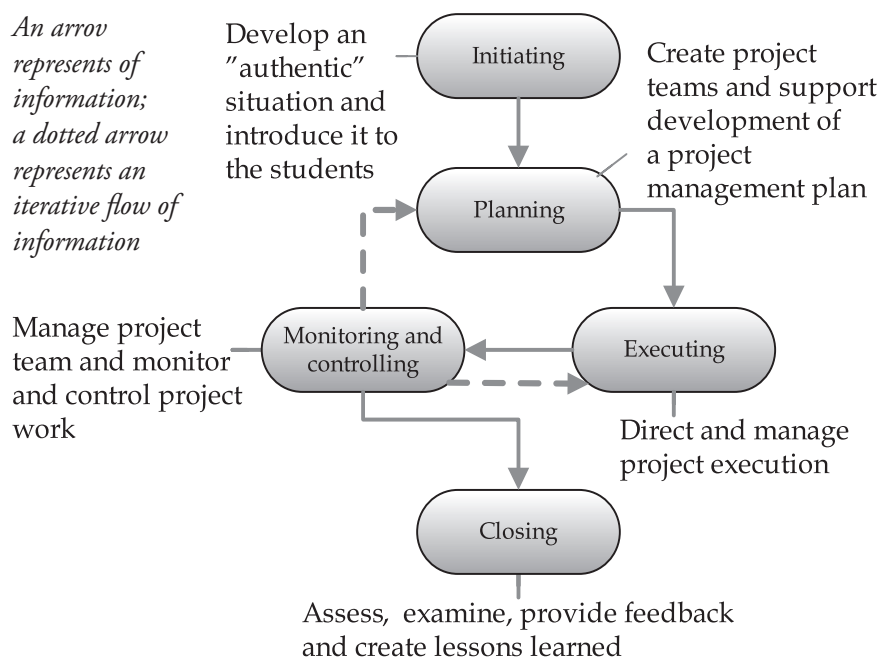 An arrov
represents of
information;
a dotted arrow
represents an
iterative flow of
information
Develop an
”authentic”
situation and
introduce it to
the students
Initiating
Create project
teams and support
development of
a project
management plan
Planning
Manage project
team and monitor
and control project
work
Monitoring and
controlling
Executing
Direct and manage
project execution
Closing
Assess, examine, provide feedback
and create lessons learned